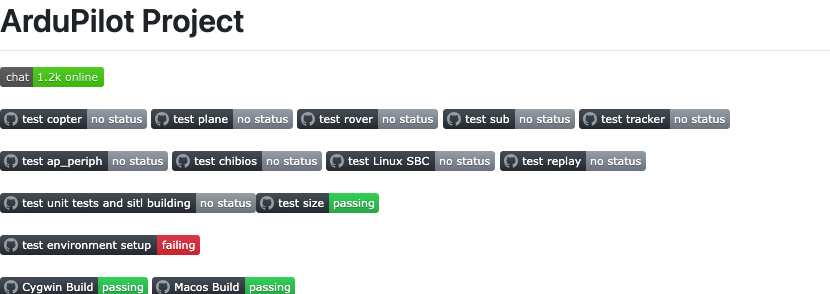 ArduPilot Project
chat 1.2k online
test copter no status test plane no status test rover no status test sub no status test tracker no status
test ap_periph no status test chibios no status test Linux SBC no status test replay no status
test unit tests and sitl building no status test size passing
test environment setup failing
Cygwin Build passing Macos Build passing